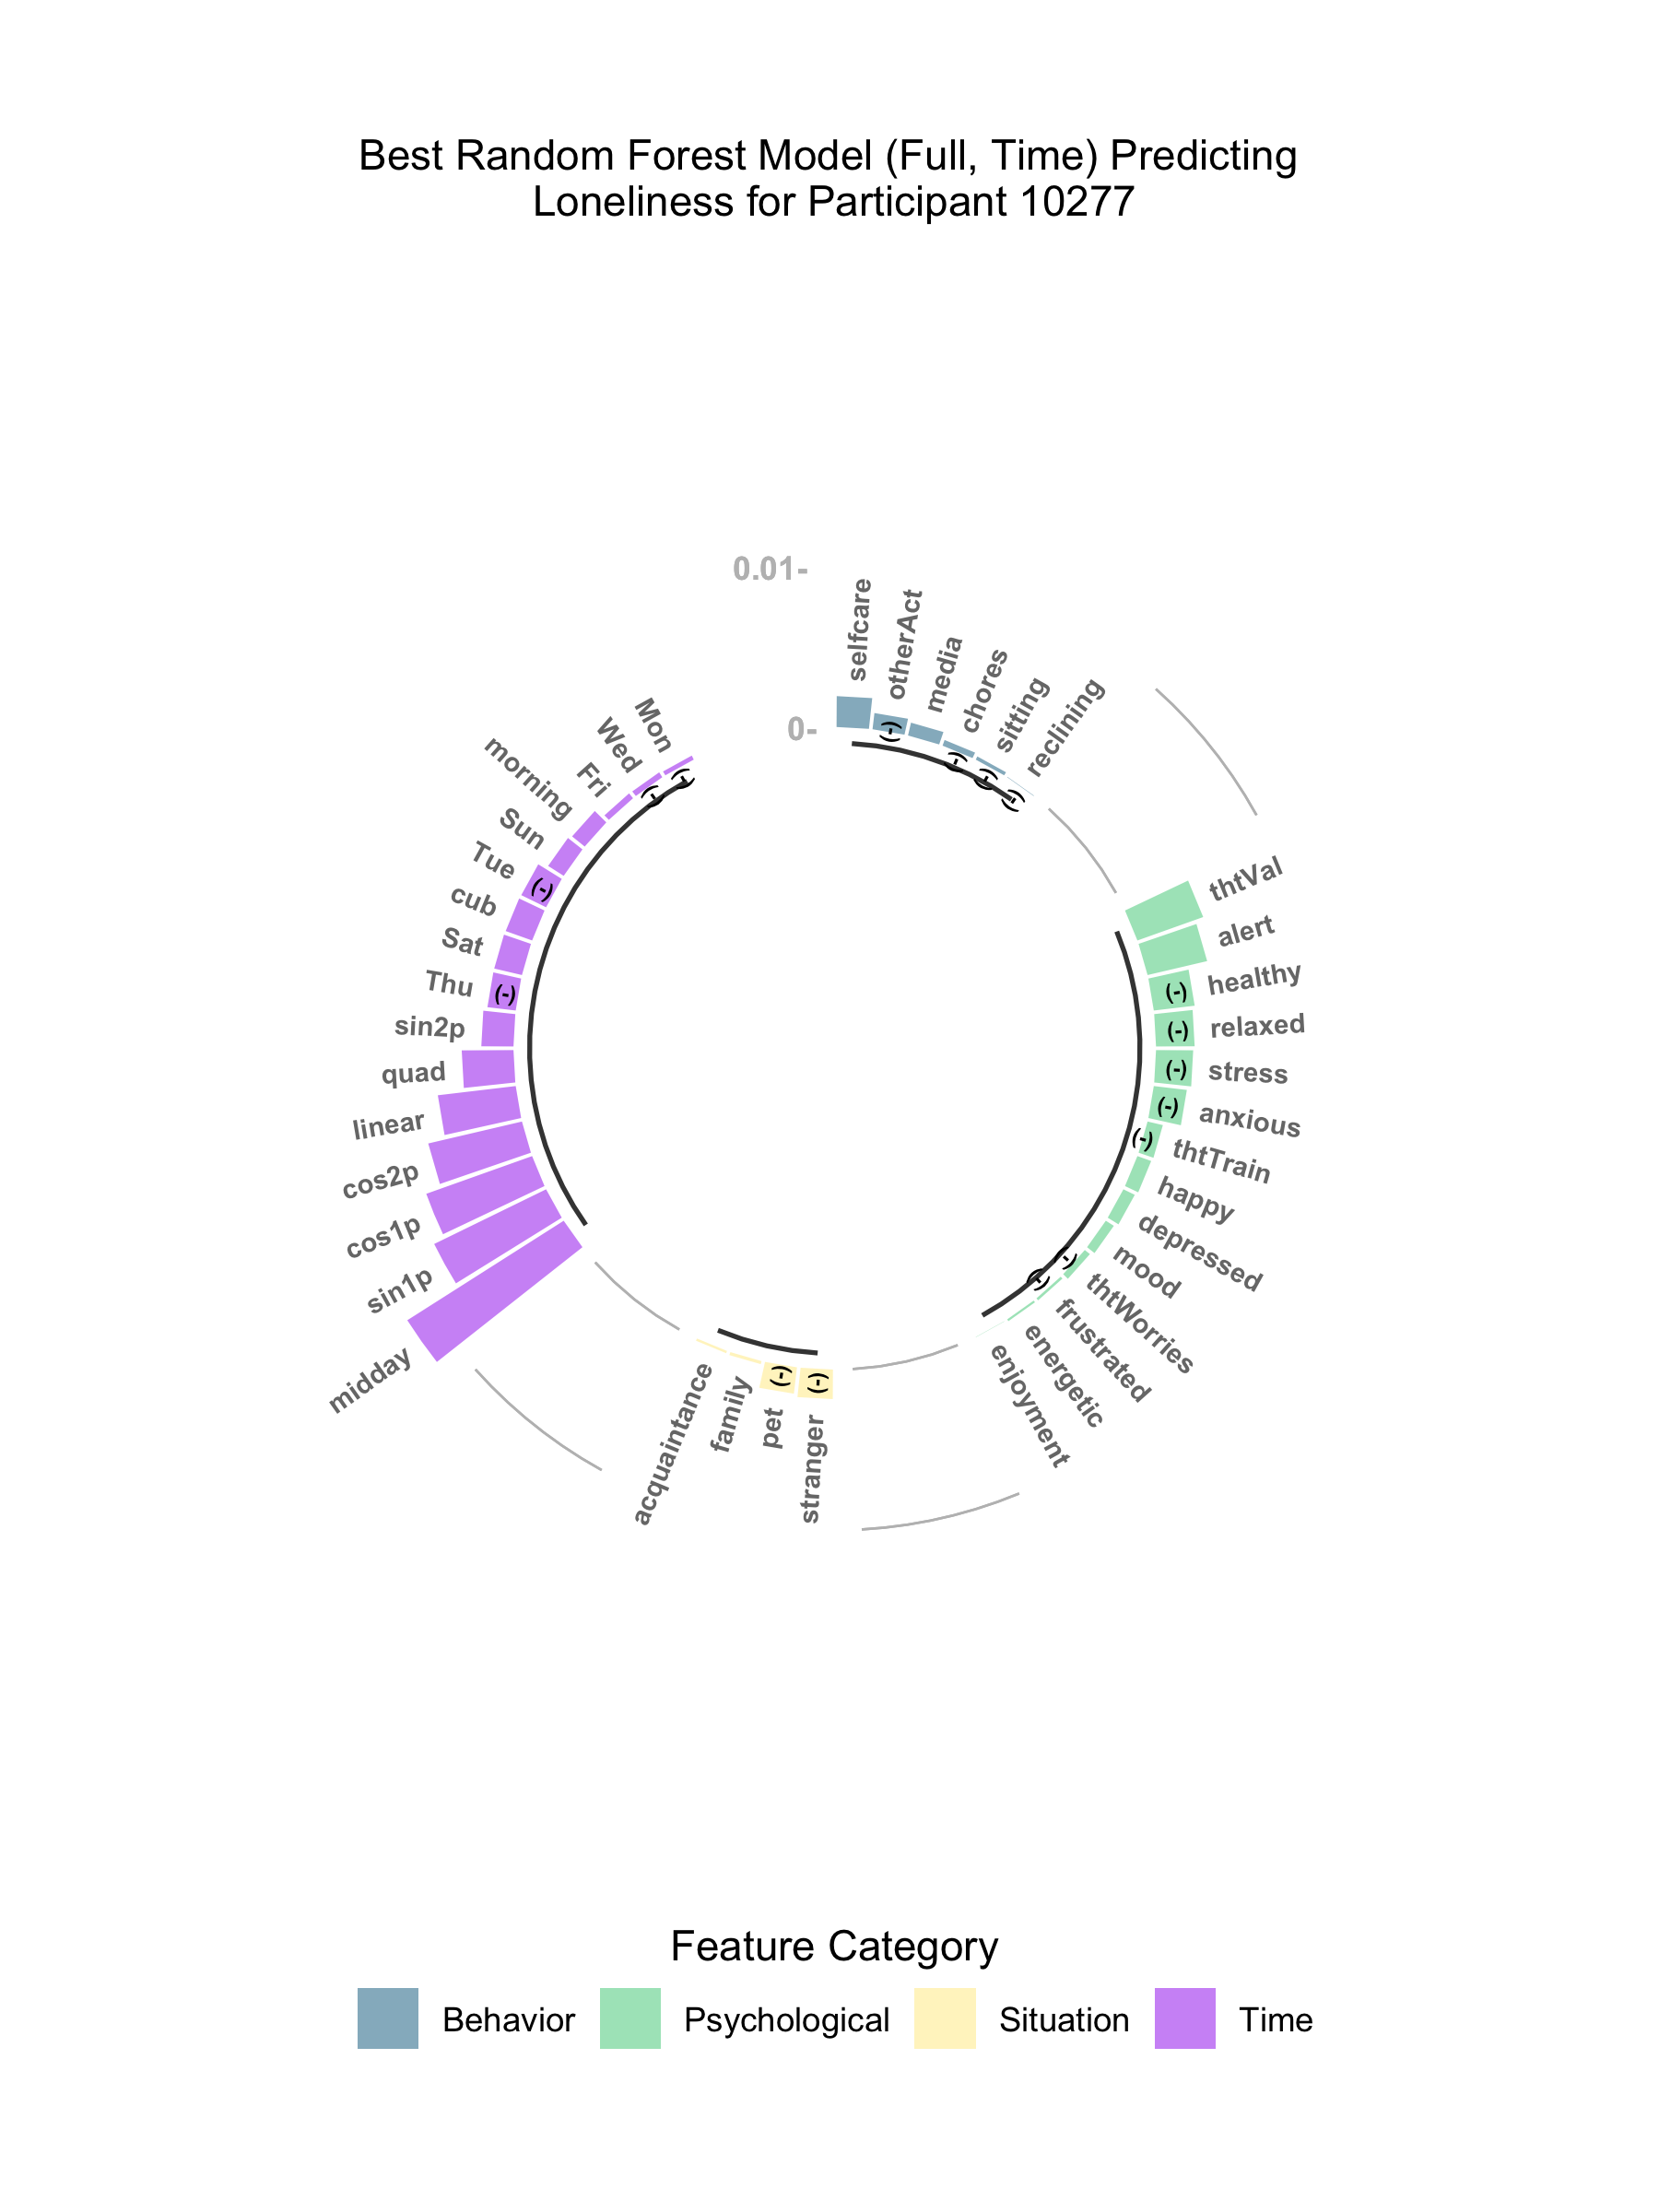 Best Random Forest Model (Full, Time) Predicting
Loneliness for Participant 10277
0.01-
0-
selfcare
otherAct
(-)
media
chores
(-)
sitting
(-)
reclining
(-)
thtVal
alert
healthy
(-)
relaxed
(-)
stress
(-)
anxious
(-)
thtTrain
(-)
happy
depressed
mood
thtWorries
(-)
frustrated
(-)
energetic
enjoyment
stranger
(-)
pet
(-)
family
acquaintance
midday
sin1p
cos1p
cos2p
linear
quad
sin2p
Thu
(-)
Sat
cub
Tue
(-)
Sun
morning
Fri
Wed
(-)
Mon
(-)
Feature Category
Behavior
Psychological
Situation
Time